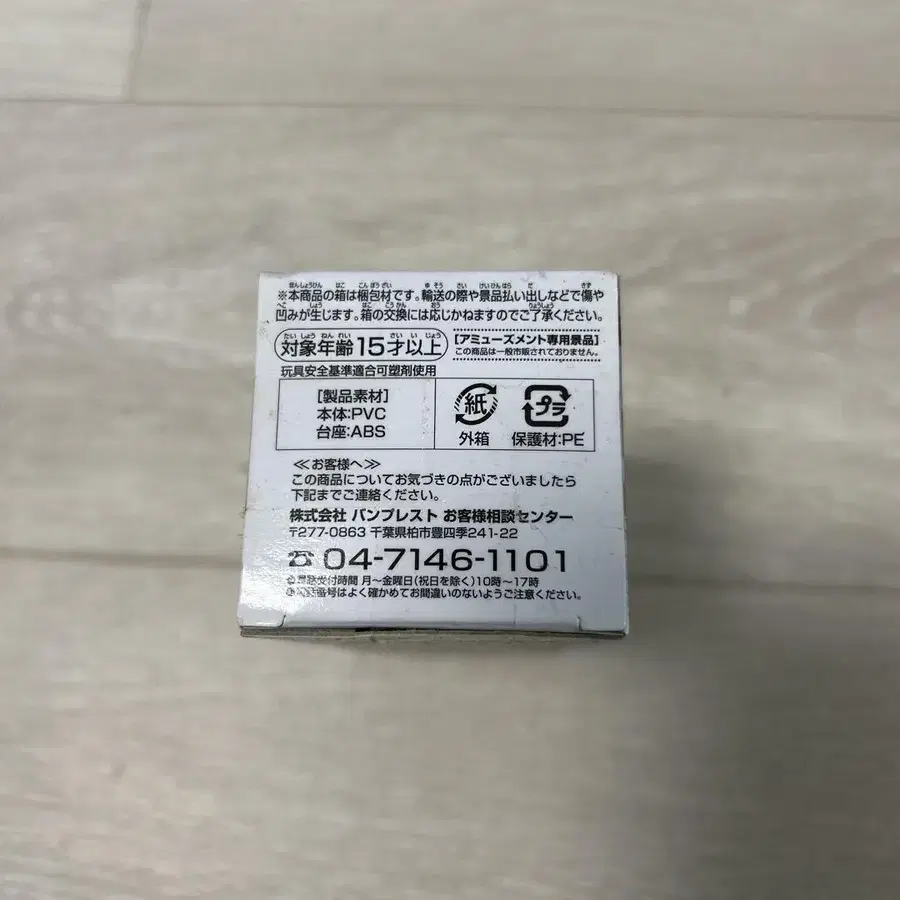 ※本商品の箱は梱包材です。輸送の際や景品払い出しなどで傷や
凹みが生じます。箱の交換には応じかねますのでご了承ください。
対象年齢15才以上
[アミューズメント専用景品]
この商品は一般市販されておりません。
玩具安全基準適合可塑剤使用
[製品素材]
本体:PVC
台座:ABS
紙
外箱
プラ
保護材:PE
≪お客様へ≫
この商品についてお気づきの点がございましたら
下記までご連絡ください。
株式会社 バンプレスト お客様相談センター
〒277-0863 千葉県柏市豊四季241-22
☎04-7146-1101
受付時間 月~金曜日(祝日を除く)10時~17時
番号はよく確かめてお間違いのないようご注意ください。